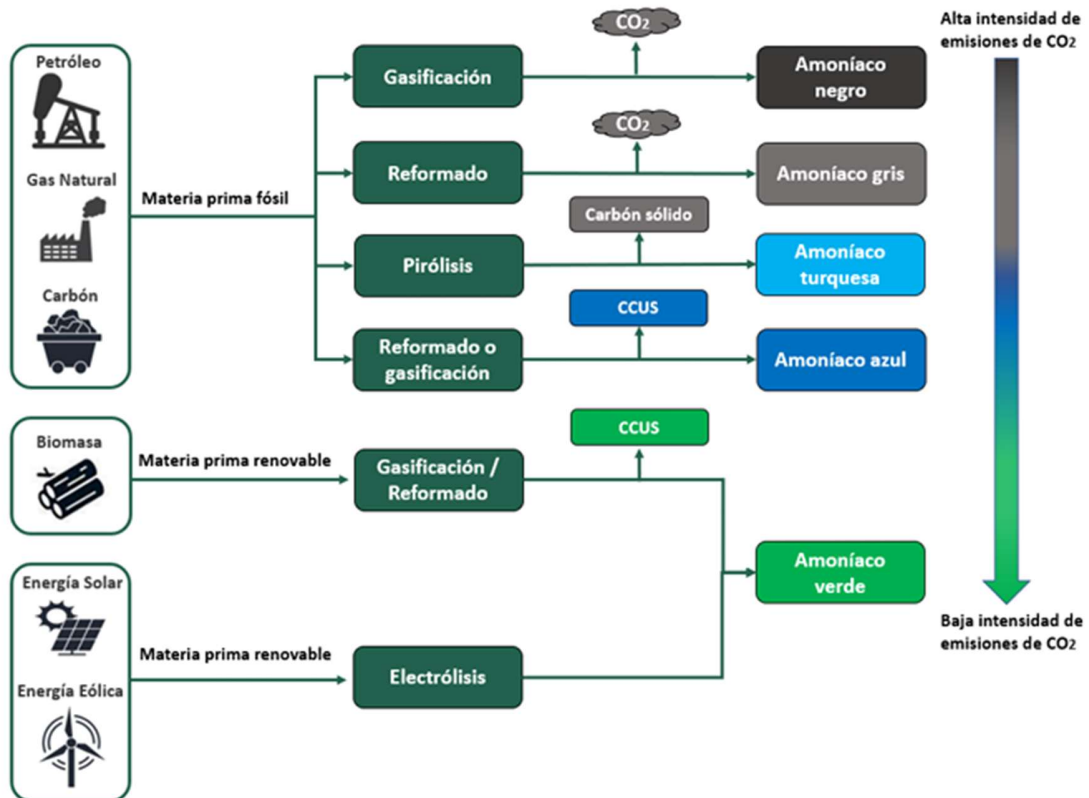 Petróleo
Gas Natural
Carbón
Materia prima fósil
Gasificación
CO₂
Amoníaco
negro
Reformado
CO₂
Amoníaco gris
Pirólisis
Carbón sólido
Amoníaco
turquesa
Reformado o
gasificación
CCUS
Amoníaco azul
Biomasa
Materia prima renovable
Gasificación /
Reformado
CCUS
Amoníaco
verde
Energía Solar
Energía Eólica
Materia prima renovable
Electrólisis
Alta intensidad de
emisiones de CO₂
Baja intensidad de
emisiones de CO₂